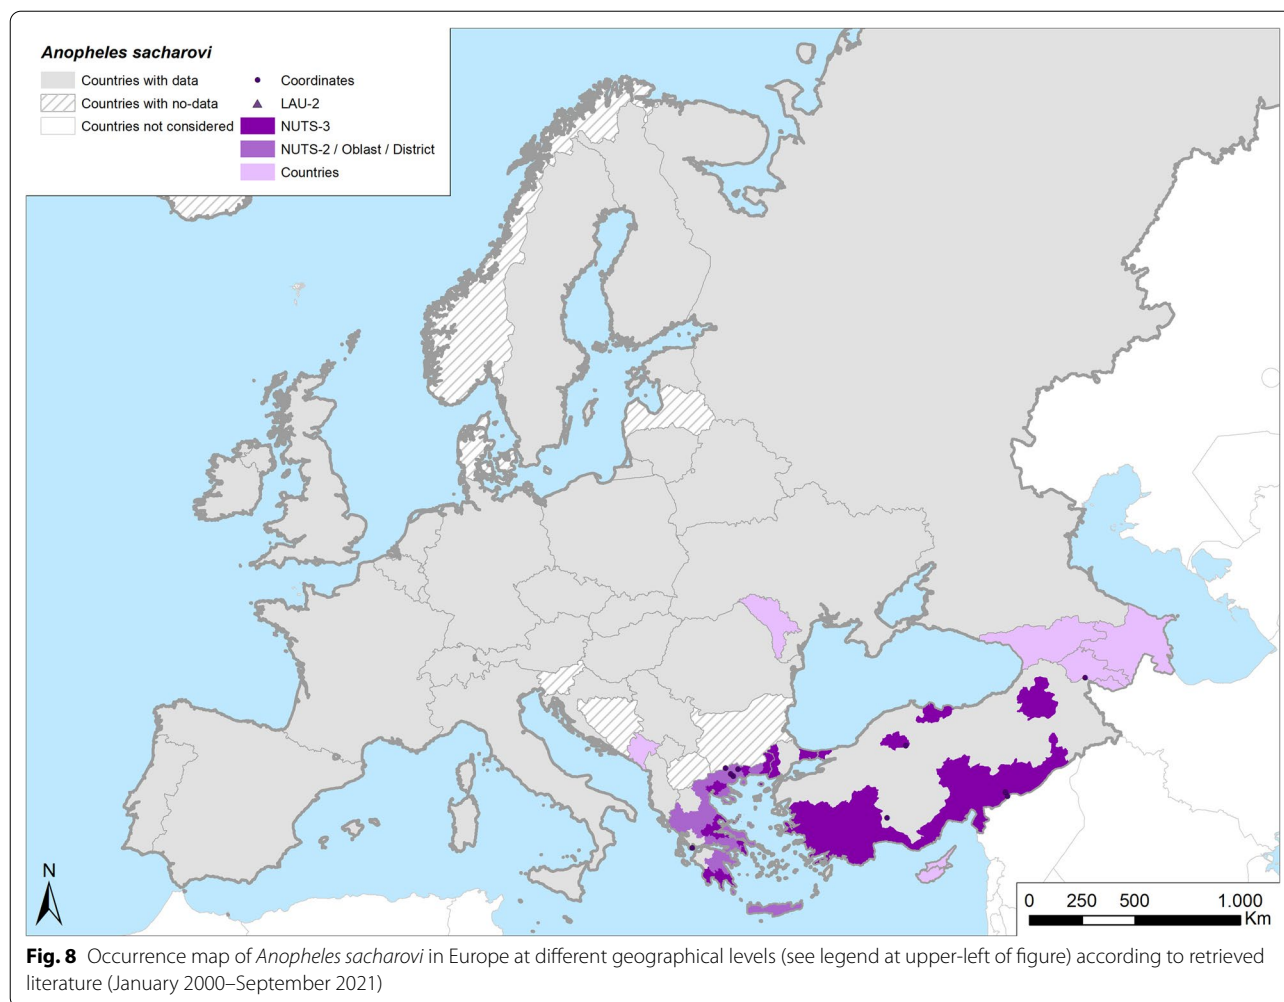 Anopheles sacharovi
Countries with data
Countries with no-data
Countries not considered
Coordinates
LAU-2
NUTS-3
NUTS-2 / Oblast / District
Countries
N
0 250 500 1.000
Km
Fig. 8 Occurrence map of Anopheles sacharovi in Europe at different geographical levels (see legend at upper-left of figure) according to retrieved
literature (January 2000–September 2021)